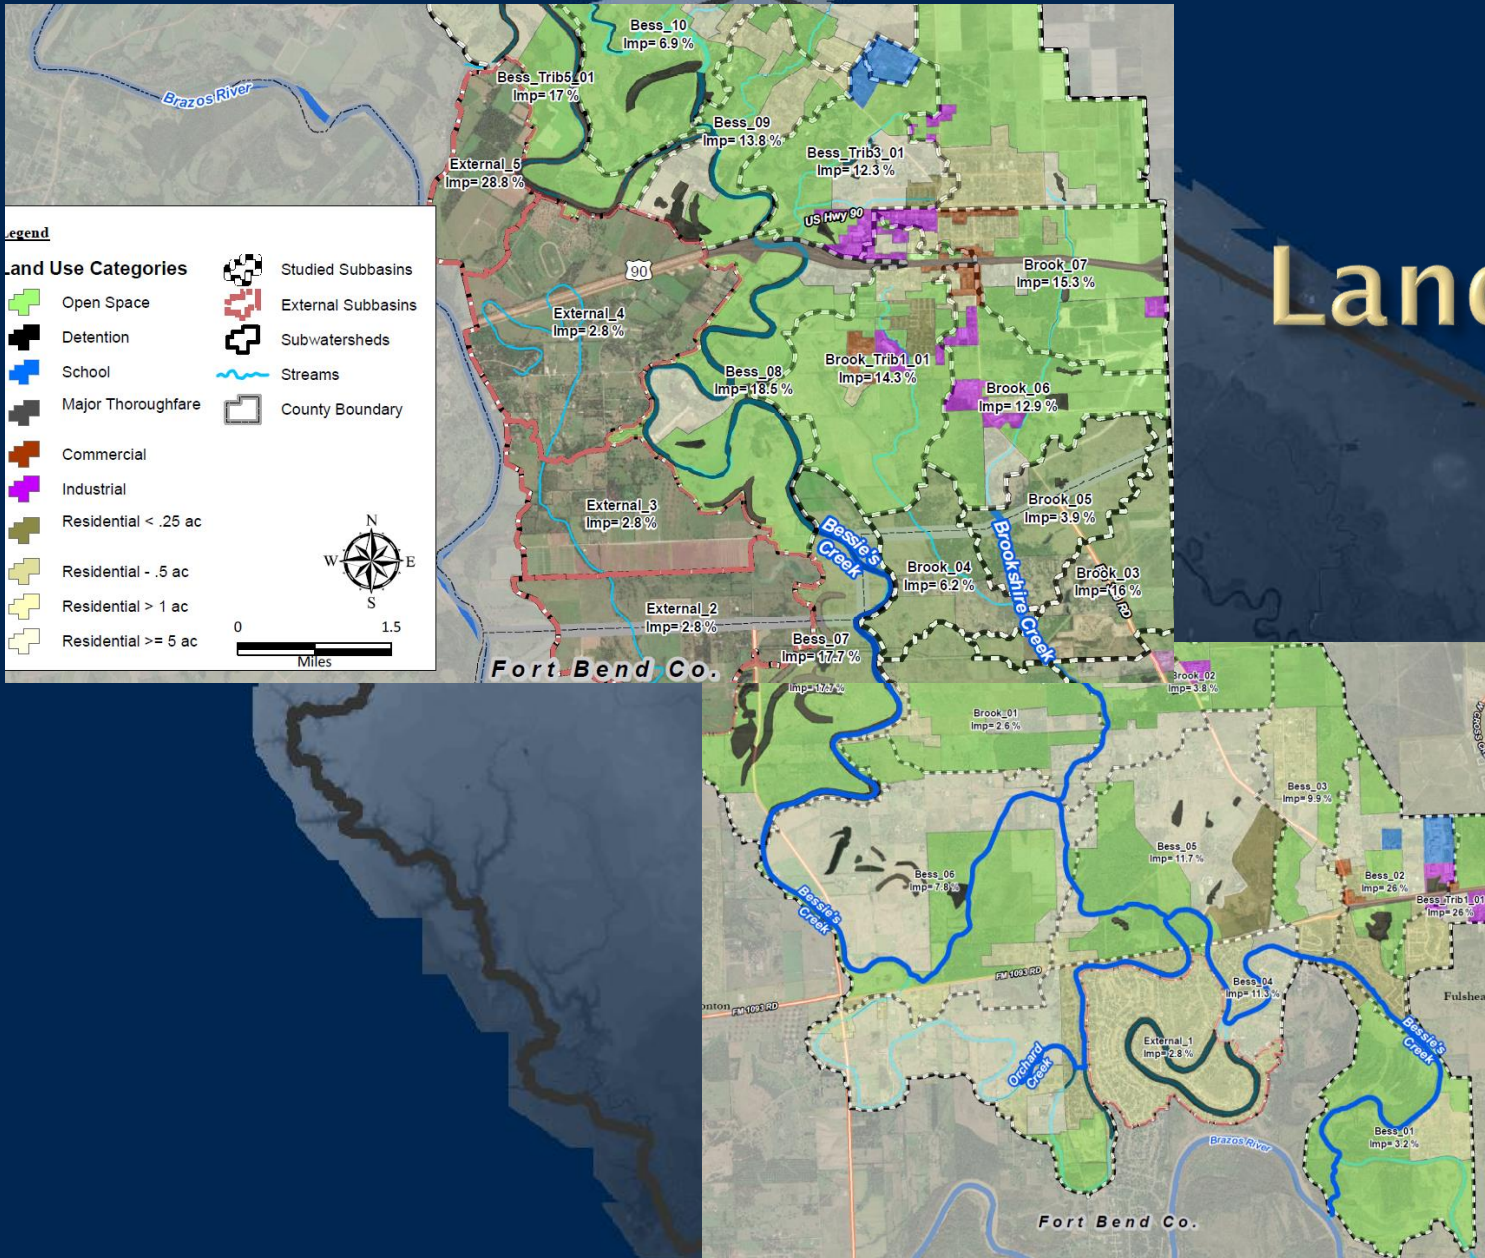 Bess_10
Imp= 6.9 %
Bess_Trib5_01
Imp= 17 %
Brazos River
Bess_09
Imp= 13.8 %
Bess_Trib3_01
Imp= 12.3 %
External_5
Imp= 28.8 %
US Hwy 90
Legend
Land Use Categories
Open Space
Detention
School
Major Thoroughfare
Commercial
Industrial
Residential < .25 ac
Residential - .5 ac
Residential > 1 ac
Residential >= 5 ac
Studied Subbasins
External Subbasins
Subwatersheds
Streams
County Boundary
N
W E
S
0 1.5
Miles
90
Brook_07
Imp= 15.3 %
External_4
Imp= 2.8 %
Brook_Trib1_01
Imp= 14.3 %
Bess_08
Imp= 18.5 %
Brook_06
Imp= 12.9 %
Brook_05
Imp= 3.9 %
External_3
Imp= 2.8 %
Bessie's
Creek
Brookshire Creek
Brook_04
Imp= 6.2 %
Brook_03
Imp= 16 %
RD
External_2
Imp= 2.8 %
Bess_07
Imp= 17.7 %
Fort Bend Co.
Land
Imp= 17.7 %
Brook_02
Imp= 3.8 %
Brook_01
Imp= 2.6 %
W CROSS
Bess_03
Imp= 9.9 %
Bess_05
Imp= 11.7 %
Bess_06
Imp= 7.8 %
Bess_02
Imp= 26 %
Bess_Trib1_01
Imp= 26 %
Bessie's
Creek
FM 1093 RD
onton
FM 1093 RD
Bess_04
Imp= 11.3 %
Fulshea
External_1
Imp= 2.8 %
Bessie's
Creek
Orchard
Creek
Bess_01
Imp= 3.2 %
Brazos River
Fort Bend Co.